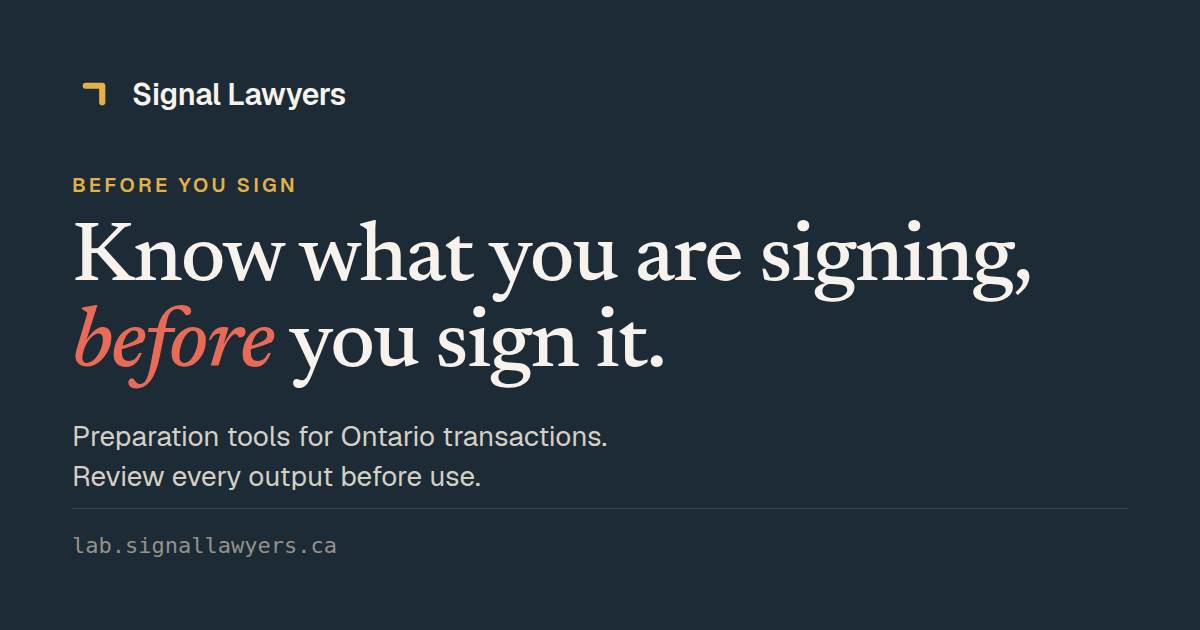 Signal Lawyers
BEFORE YOU SIGN
Know what you are signing,
before you sign it.
Preparation tools for Ontario transactions.
Review every output before use.
lab.signallawyers.ca